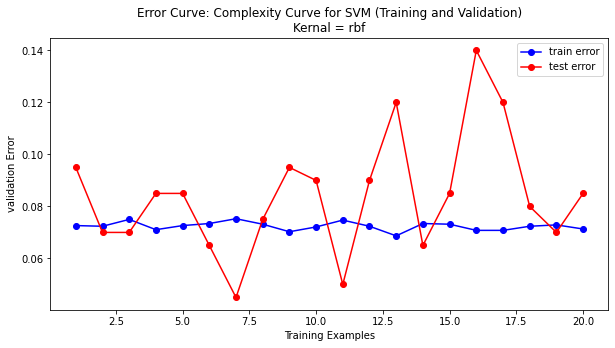 Error Curve: Complexity Curve for SVM (Training and Validation)
Kernal = rbf
train error
test error
validation Error
0.14
0.12
0.10
0.08
0.06
2.5 5.0 7.5 10.0 12.5 15.0 17.5 20.0
Training Examples